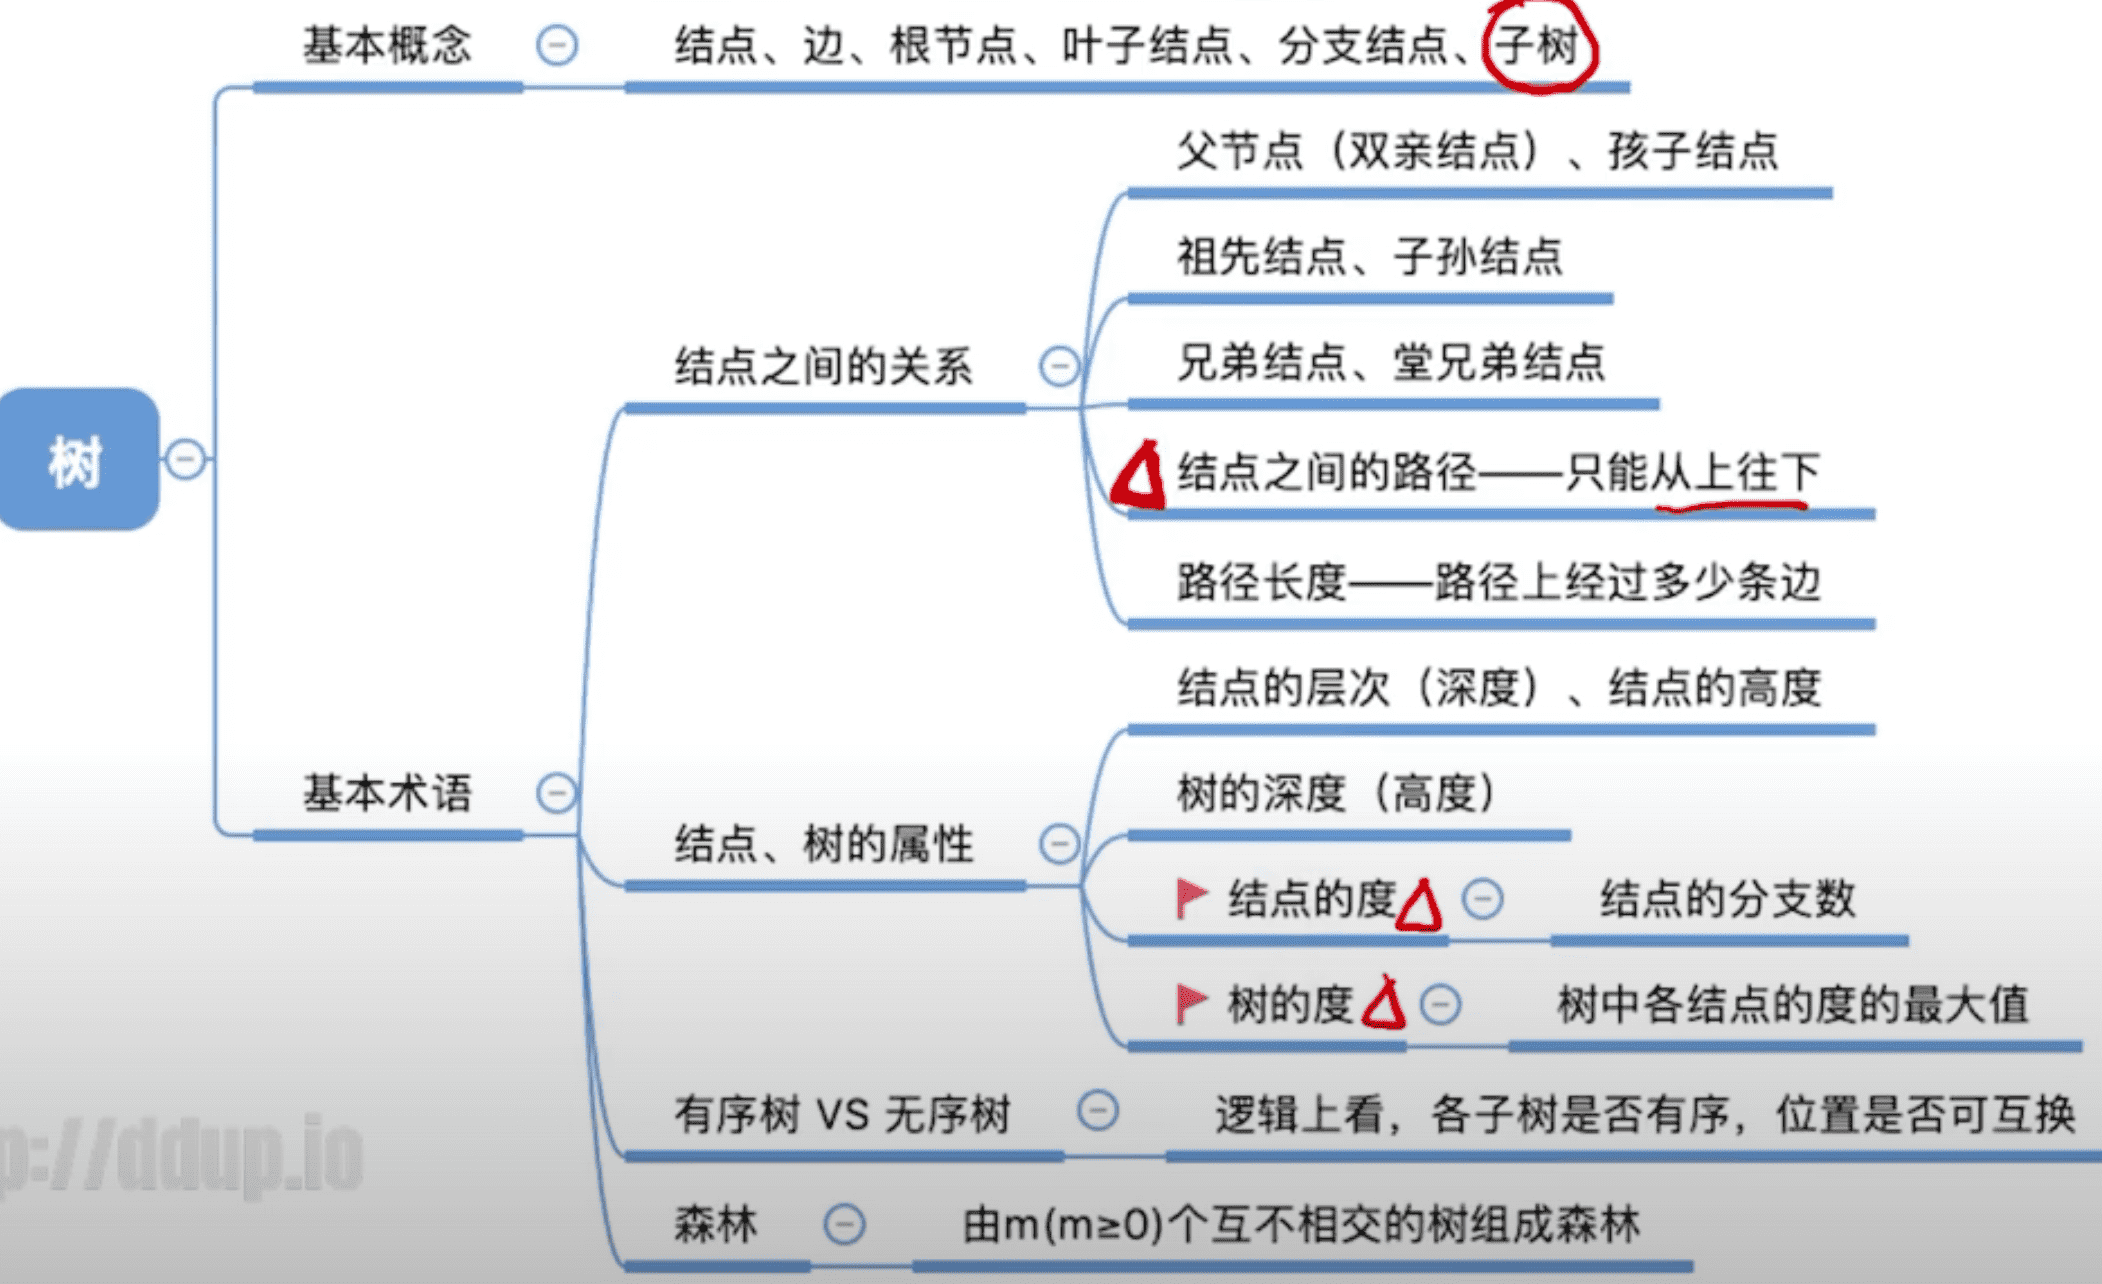 基本概念
结点、边、根节点、叶子结点、分支结点、子树
父节点（双亲结点）、孩子结点
祖先结点、子孙结点
结点之间的关系
兄弟结点、堂兄弟结点
结点之间的路径——只能从上往下
路径长度——路径上经过多少条边
树
结点的层次（深度）、结点的高度
基本术语
树的深度（高度）
结点、树的属性
结点的度
结点的分支数
树的度
树中各结点的度的最大值
有序树 VS 无序树
逻辑上看，各子树是否有序，位置是否可互换
p://ddup.io
森林
由m(m≥0)个互不相交的树组成森林